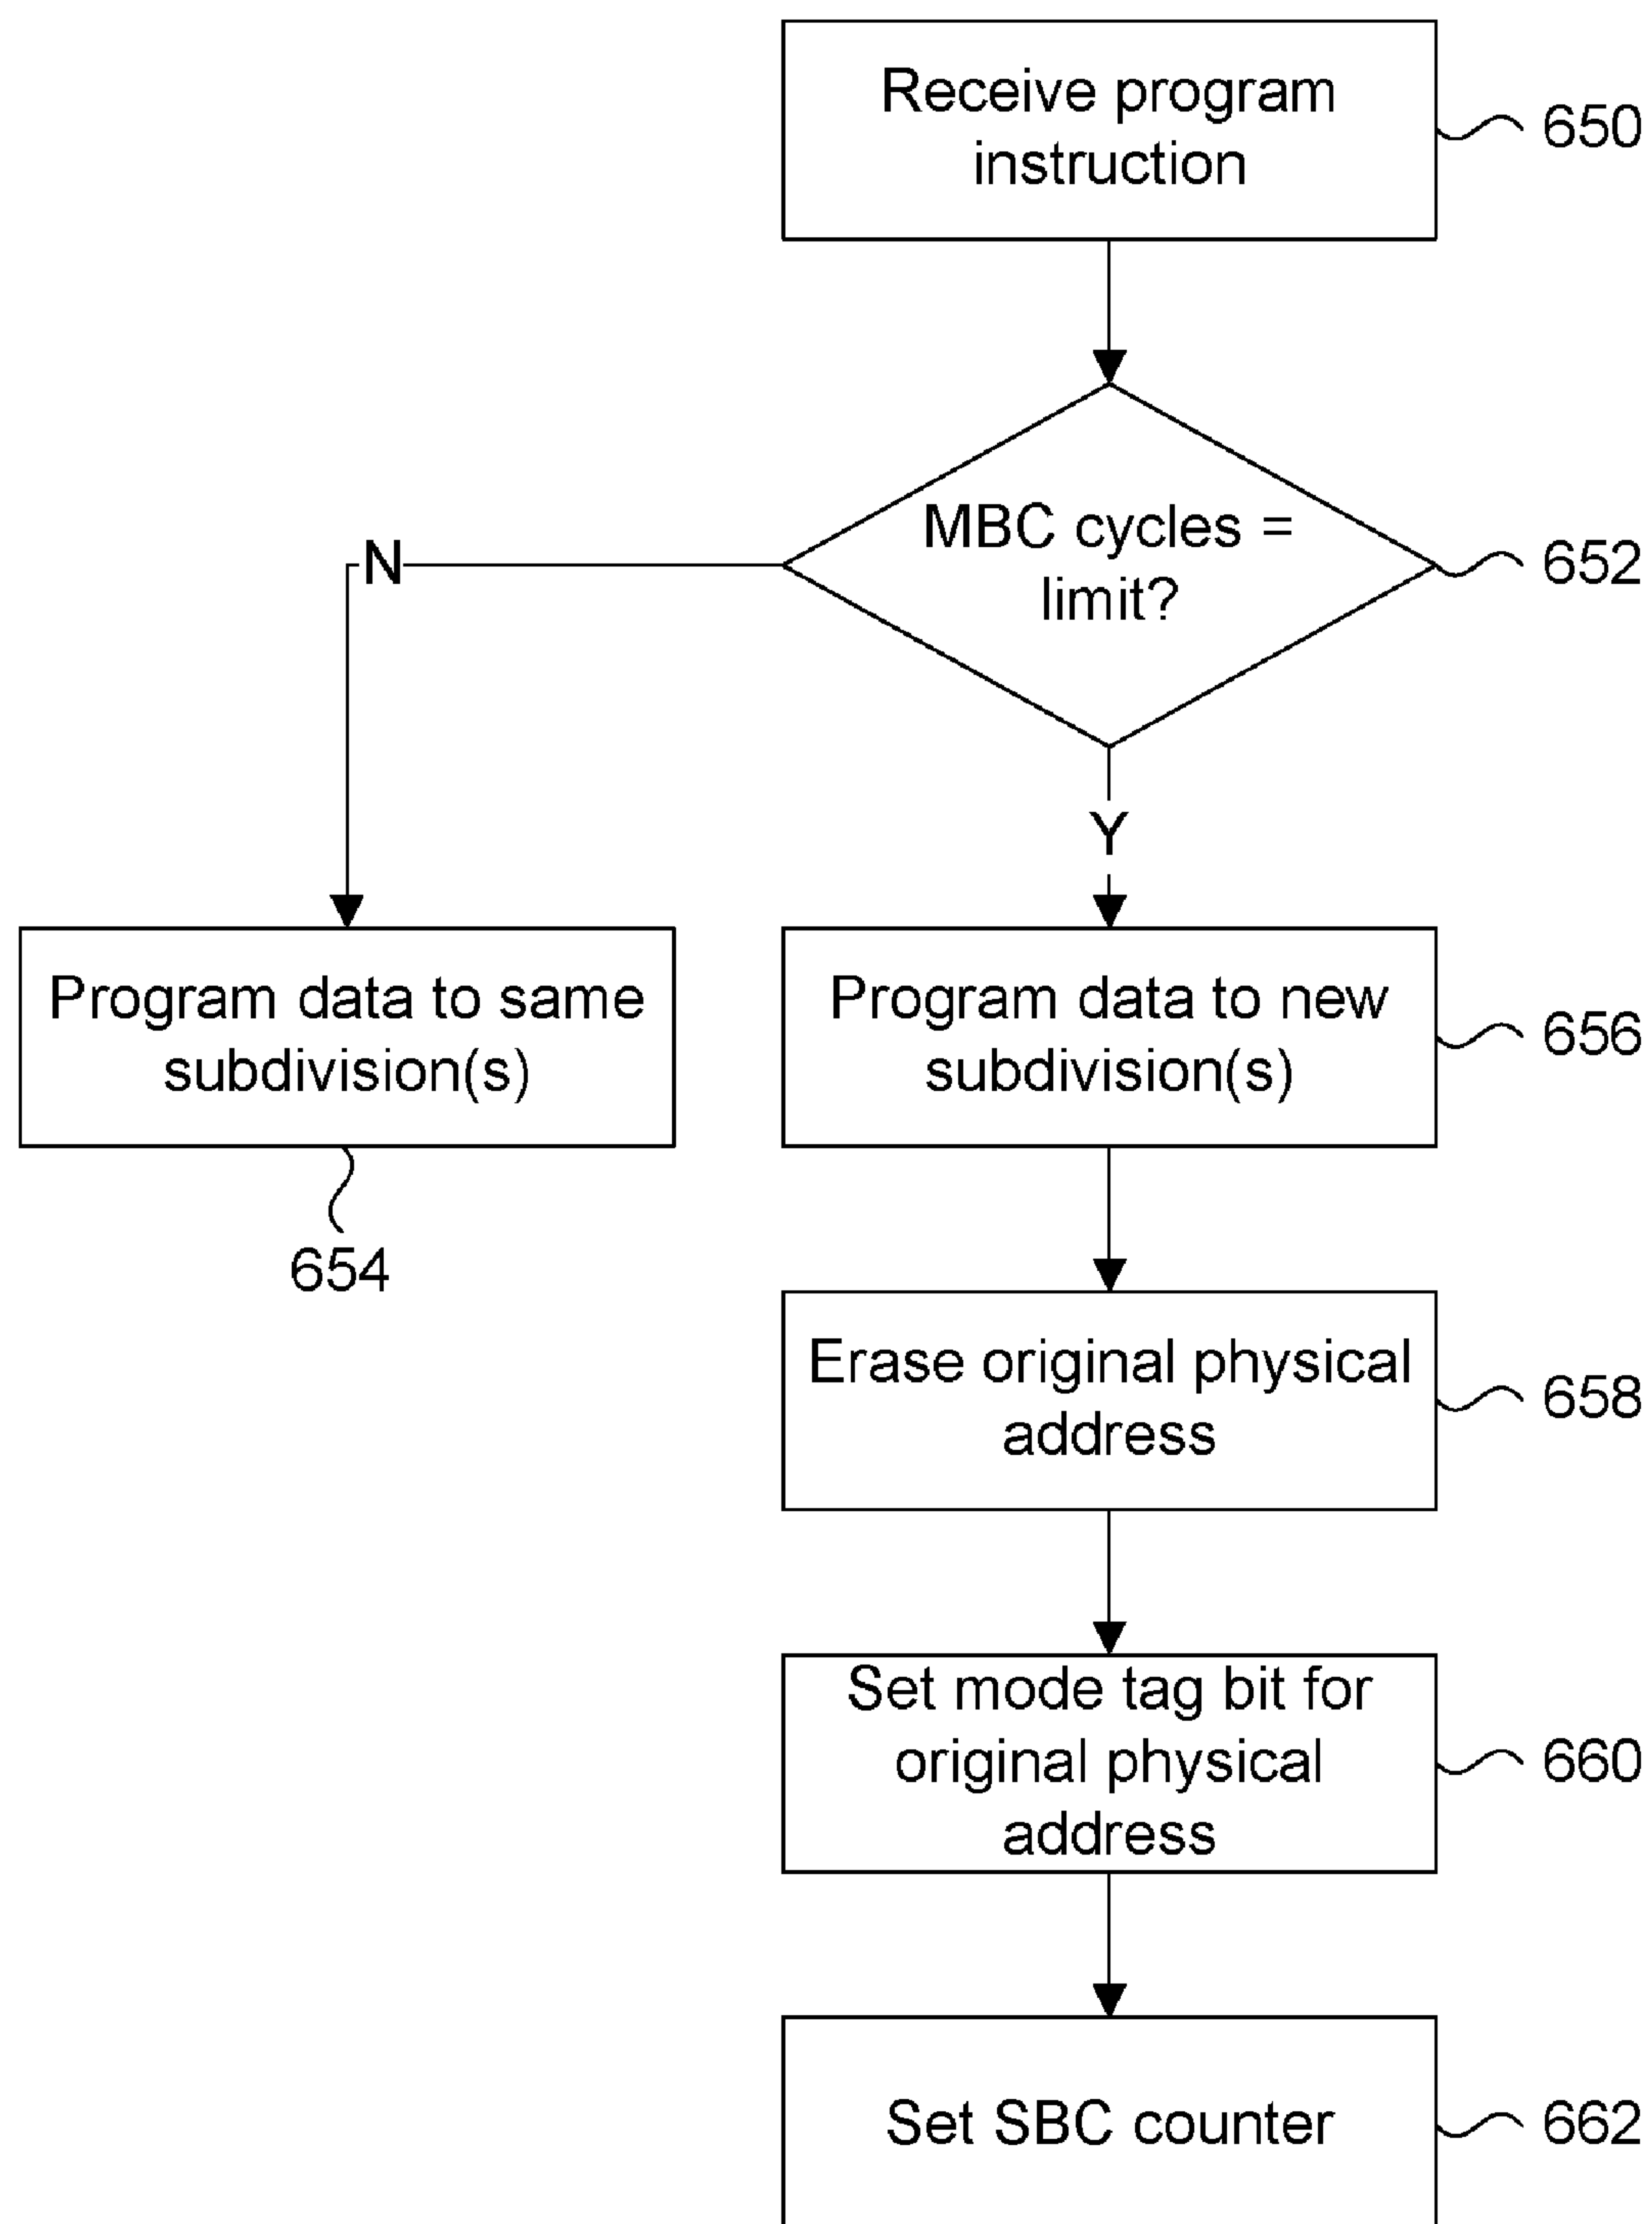 Receive program
instruction
650
MBC cycles =
limit?
652
N
Y
Program data to same
subdivision(s)
654
Program data to new
subdivision(s)
656
Erase original physical
address
658
Set mode tag bit for
original physical
address
660
Set SBC counter
662